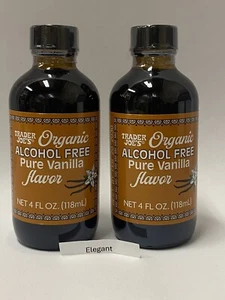 TRADER JOE'S Organic
ALCOHOL FREE
Pure Vanilla
flavor
NET 4 FL OZ. (118mL)
TRADER JOE'S Organic
ALCOHOL FREE
Pure Vanilla
flavor
NET 4 FL OZ. (118mL)
Elegant